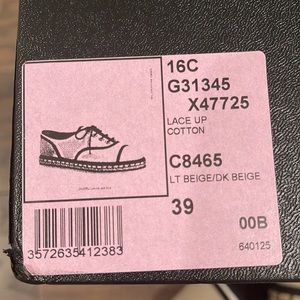 16C
G31345
X47725
LACE UP
COTTON
C8465
LT BEIGE/DK BEIGE
39
00B
640125
3572635412383